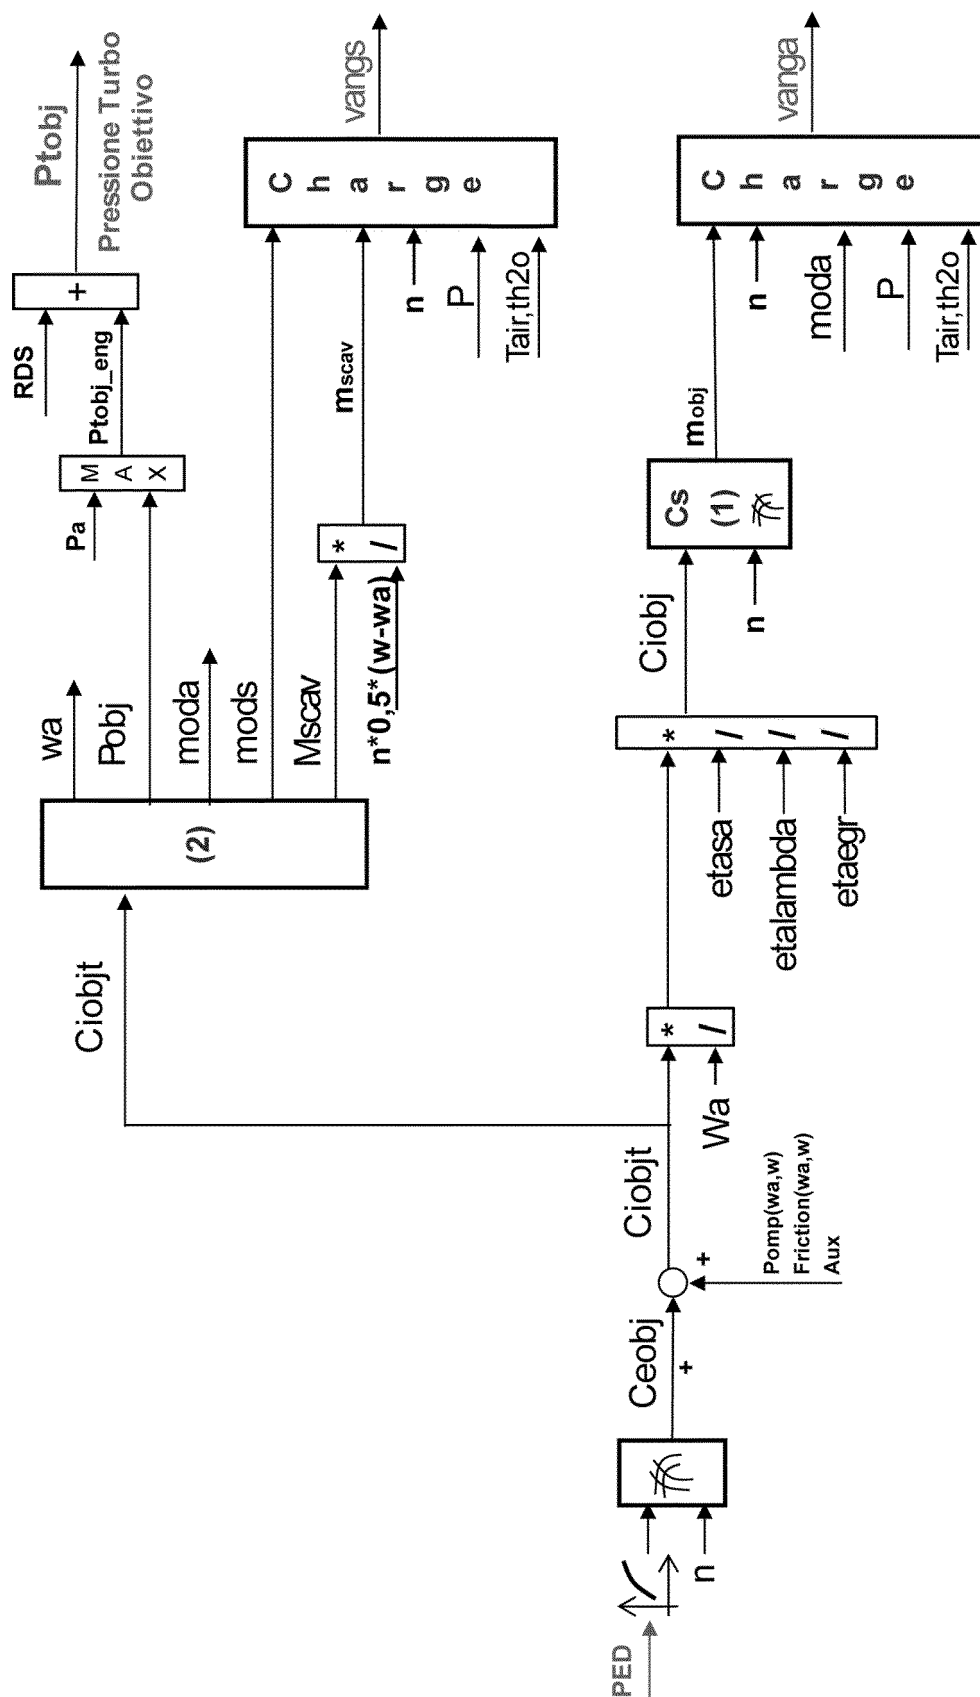 PED
n
Ceobj
+
+
Pomp(wa,w)
Friction(wa,w)
Aux
Ciobjt
Ciobjt
Wa
*
/
etasa
etalambda
etaegr
*
/
/
/
Ciobj
n
Cs
(1)
mobj
n
moda
P
Tair,th2o
Charge
vanga
(2)
wa
Pobj
moda
mods
Mscav
n*0,5*(w-wa)
*
/
mscav
n
P
Tair,th2o
Charge
vangs
Pa
MAX
Ptobj_eng
RDS
+
Ptobj
Pressione Turbo
Obiettivo